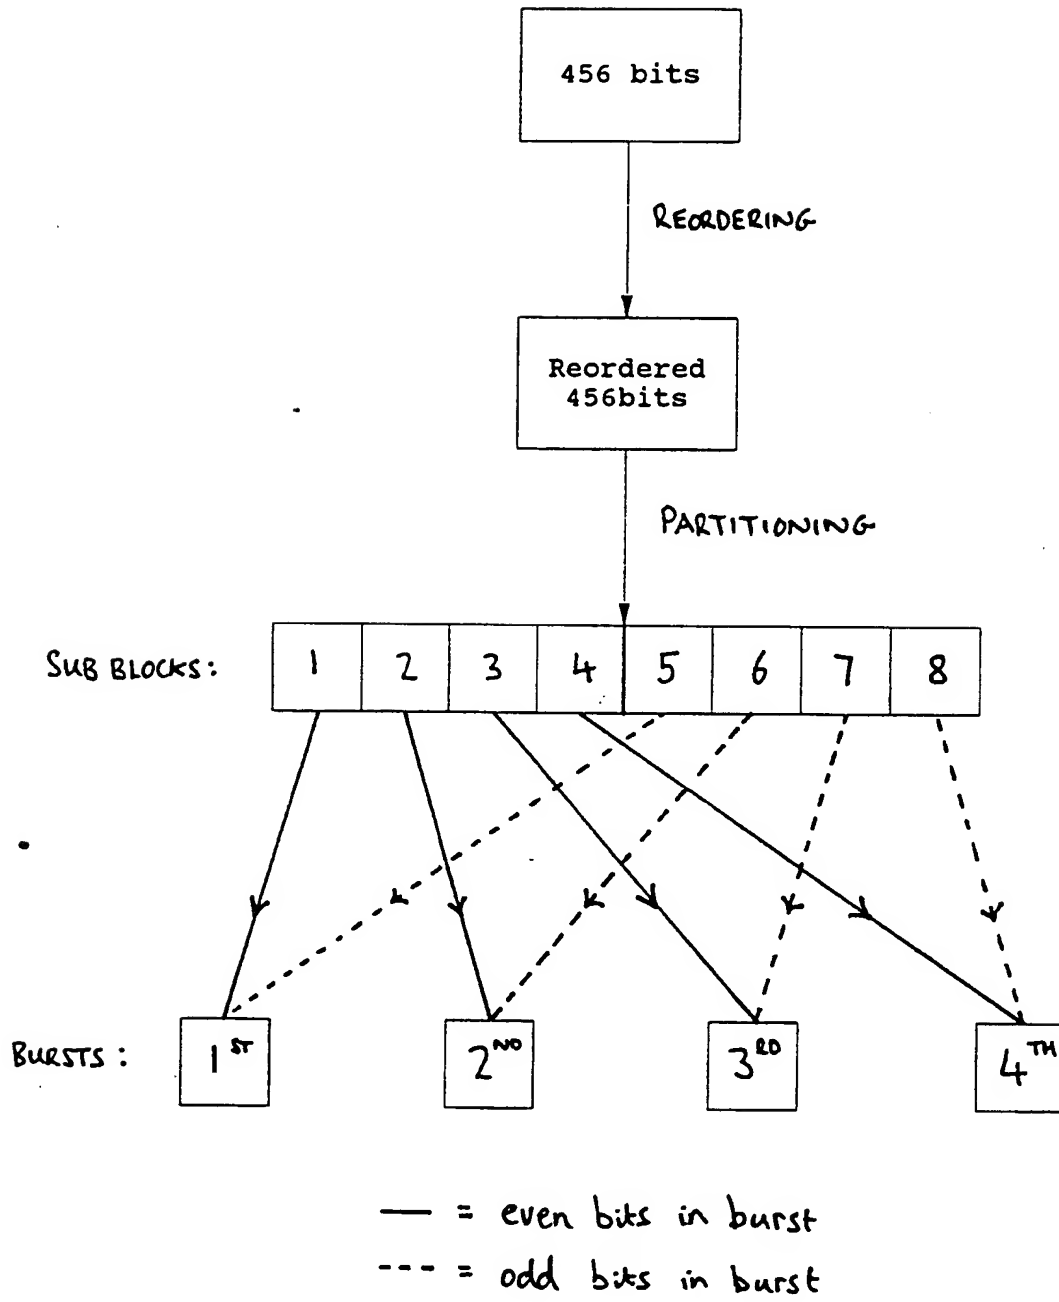 456 bits
REORDERING
Reordered
456bits
PARTITIONING
SUB BLOCKS: 1 2 3 4 5 6 7 8
BURSTS: 1ST 2ND 3RD 4TH
— = even bits in burst
--- = odd bits in burst